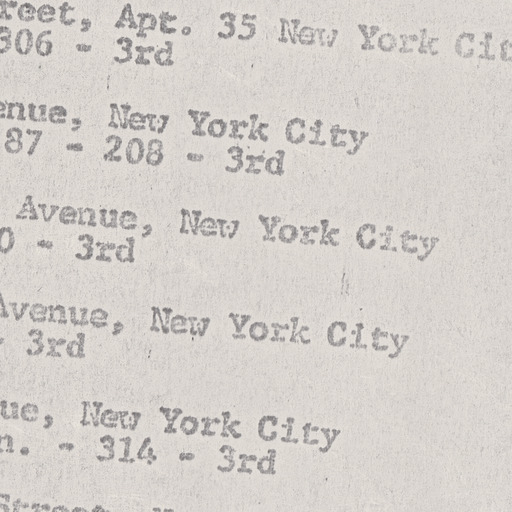 reet, Apt. 35 New York Cit
306 - 3rd
enue, New York City
87 - 208 - 3rd
Avenue, New York City
0 - 3rd
Avenue, New York City
- 3rd
ue, New York City
n. - 314 - 3rd
Street